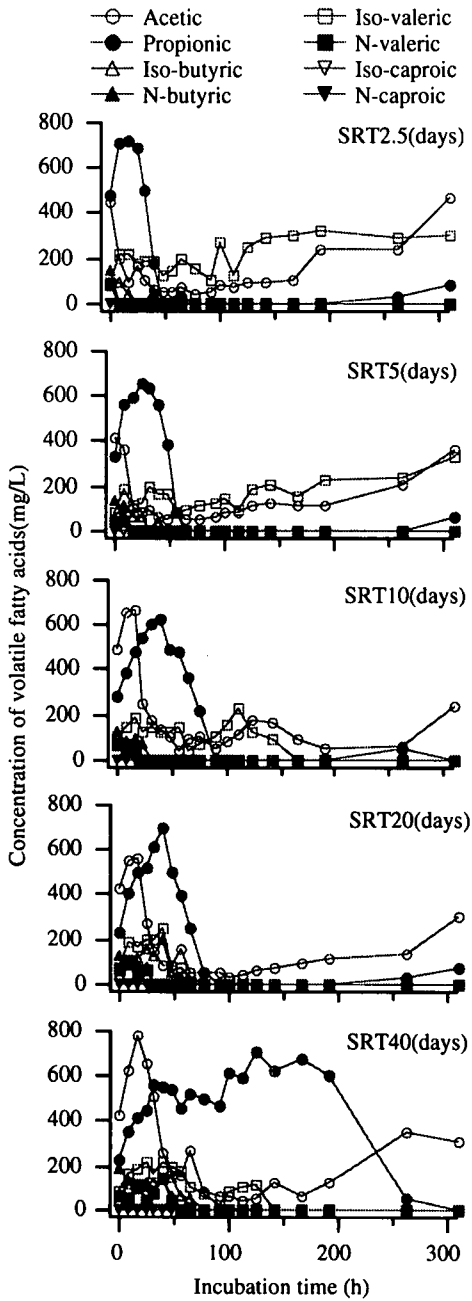 Acetic
Propionic
Iso-butyric
N-butyric
Iso-valeric
N-valeric
Iso-caproic
N-caproic
Concentration of volatile fatty acids(mg/L)
SRT2.5(days)
800
600
400
200
0
SRT5(days)
800
600
400
200
0
SRT10(days)
800
600
400
200
0
SRT20(days)
800
600
400
200
0
SRT40(days)
800
600
400
200
0
0 100 200 300
Incubation time (h)